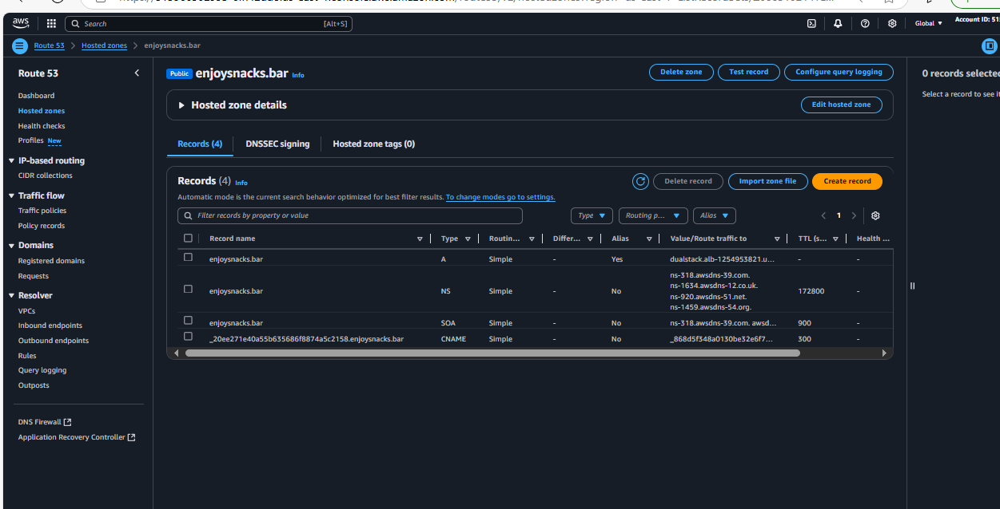 aws
Search [Alt+S]
Global
Account ID:
Route 53 Hosted zones enjoysnacks.bar
Route 53
Dashboard
Hosted zones
Health checks
Profiles New
IP-based routing
CIDR collections
Traffic flow
Traffic policies
Policy records
Domains
Registered domains
Requests
Resolver
VPCs
Inbound endpoints
Outbound endpoints
Rules
Query logging
Outposts
DNS Firewall
Application Recovery Controller
Public enjoysnacks.bar Info
Delete zone Test record Configure query logging
Hosted zone details
Edit hosted zone
Records (4) DNSSEC signing Hosted zone tags (0)
Records (4) Info
Delete record Import zone file Create record
Automatic mode is the current search behavior optimized for best filter results. To change modes go to settings.
Filter records by property or value
Type Routing p... Alias
1
Record name Type Routin... Differ... Alias Value/Route traffic to TTL (s... Health ...
enjoysnacks.bar A Simple - Yes dualstack.alb-1254953821.u... - -
enjoysnacks.bar NS Simple - No ns-318.awsdns-39.com.
ns-1634.awsdns-12.co.uk.
ns-920.awsdns-51.net.
ns-1459.awsdns-54.org. 172800 -
enjoysnacks.bar SOA Simple - No ns-318.awsdns-39.com. awsd... 900 -
_20ee271e40a55b635686f8874a5c2158.enjoysnacks.bar CNAME Simple - No _868d5f348a0130be32e6f7... 300 -
0 records selected
Select a record to see it